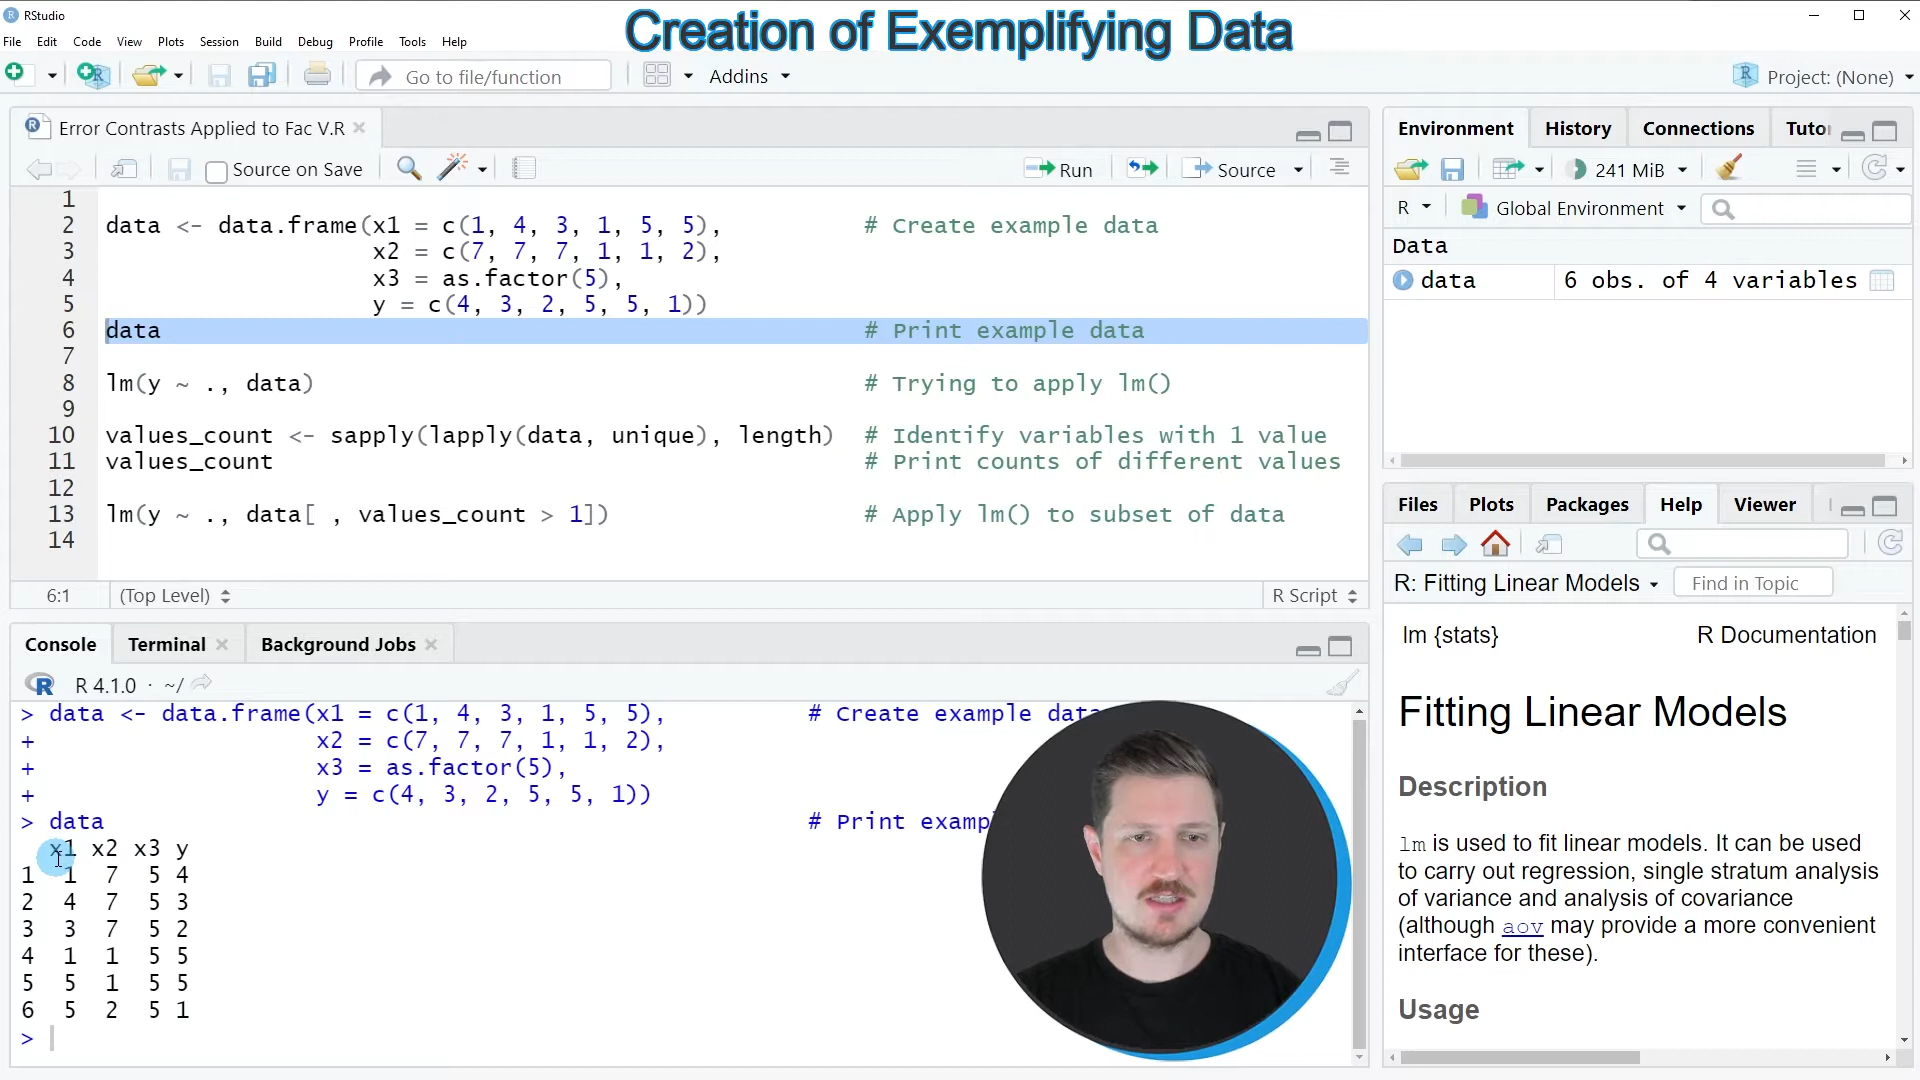 RStudio
Creation of Exemplifying Data
File Edit Code View Plots Session Build Debug Profile Tools Help
Go to file/function
Addins
Project: (None)
Error Contrasts Applied to Fac V.R
Source on Save
Run
Source
1
2 data <- data.frame(x1 = c(1, 4, 3, 1, 5, 5), # Create example data
3 x2 = c(7, 7, 7, 1, 1, 2),
4 x3 = as.factor(5),
5 y = c(4, 3, 2, 5, 5, 1))
6 data # Print example data
7
8 lm(y ~ ., data) # Trying to apply lm()
9
10 values_count <- sapply(lapply(data, unique), length) # Identify variables with 1 value
11 values_count # Print counts of different values
12
13 lm(y ~ ., data[ , values_count > 1]) # Apply lm() to subset of data
14
6:1 (Top Level) R Script
Console Terminal Background Jobs
R 4.1.0 · ~/
> data <- data.frame(x1 = c(1, 4, 3, 1, 5, 5), # Create example data
+ x2 = c(7, 7, 7, 1, 1, 2),
+ x3 = as.factor(5),
+ y = c(4, 3, 2, 5, 5, 1))
> data # Print examp
x1 x2 x3 y
1 1 7 5 4
2 4 7 5 3
3 3 7 5 2
4 1 1 5 5
5 5 1 5 5
6 5 2 5 1
>
Environment History Connections Tuto
241 MiB
R Global Environment
Data
data 6 obs. of 4 variables
Files Plots Packages Help Viewer
R: Fitting Linear Models Find in Topic
lm {stats} R Documentation
Fitting Linear Models
Description
lm is used to fit linear models. It can be used
to carry out regression, single stratum analysis
of variance and analysis of covariance
(although aov may provide a more convenient
interface for these).
Usage